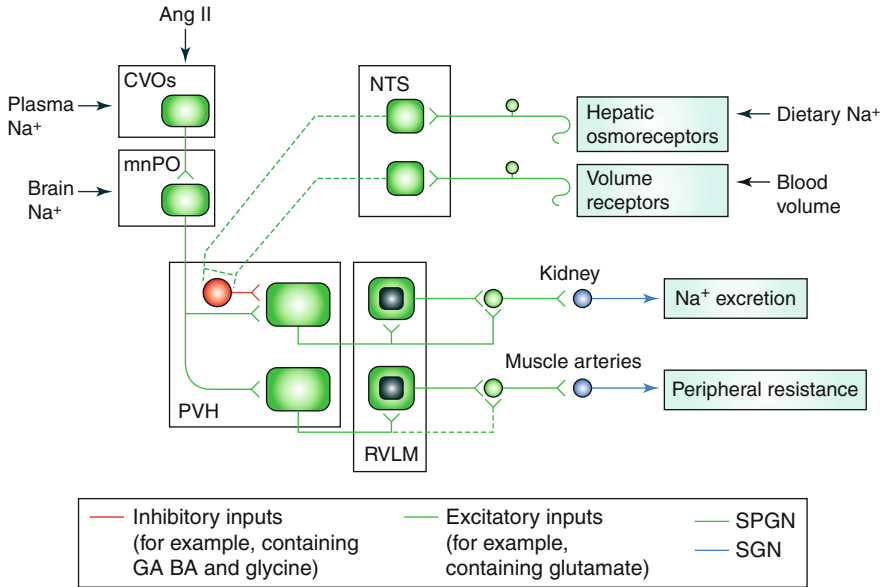 Ang II
CVOs
NTS
Plasma
Na⁺
Hepatic
osmoreceptors
Dietary Na⁺
mnPO
Brain
Na⁺
Volume
receptors
Blood
volume
Kidney
Na⁺ excretion
Muscle arteries
Peripheral resistance
PVH
RVLM
Inhibitory inputs
(for example, containing
GA BA and glycine)
Excitatory inputs
(for example,
containing glutamate)
SPGN
SGN